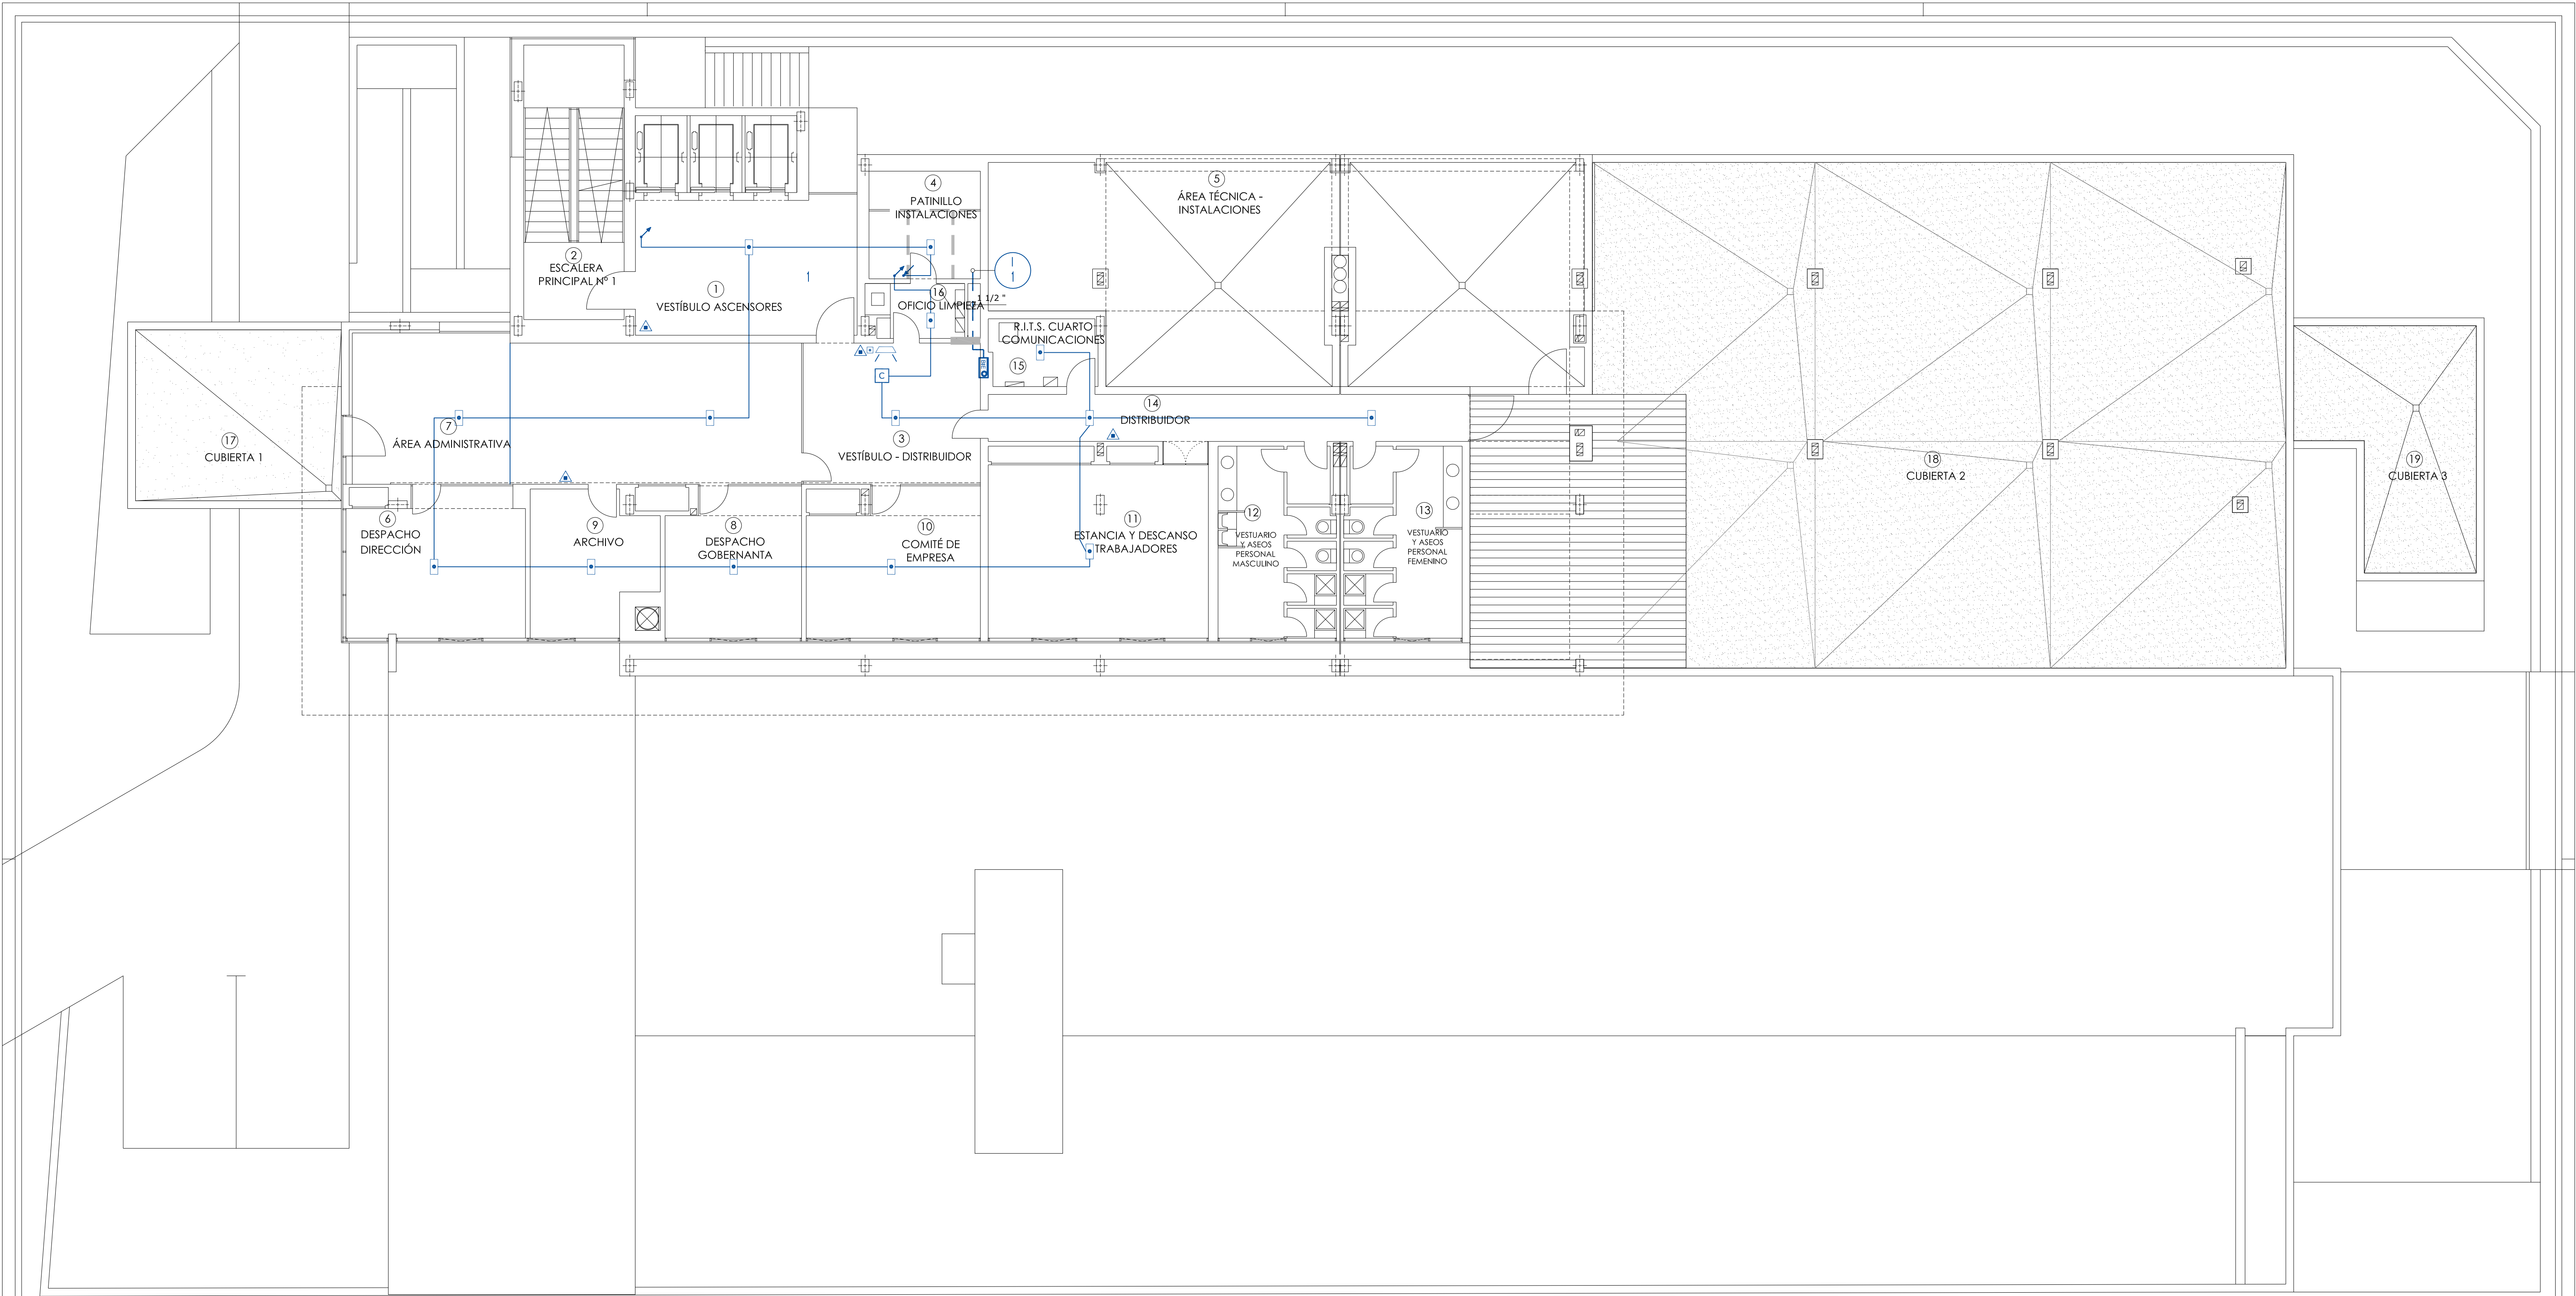 4
PATINILLO
INSTALACIONES
5
ÁREA TÉCNICA -
INSTALACIONES
2
ESCALERA
PRINCIPAL Nº 1
1
VESTÍBULO ASCENSORES
1
I
1
16
OFICIO LIMPIEZA
1 1/2 "
R.I.T.S. CUARTO
COMUNICACIONES
15
C
14
DISTRIBUIDOR
7
ÁREA ADMINISTRATIVA
3
VESTÍBULO - DISTRIBUIDOR
17
CUBIERTA 1
18
CUBIERTA 2
19
CUBIERTA 3
6
DESPACHO
DIRECCIÓN
9
ARCHIVO
8
DESPACHO
GOBERNANTA
10
COMITÉ DE
EMPRESA
11
ESTANCIA Y DESCANSO
TRABAJADORES
12
VESTUARIO
Y ASEOS
PERSONAL
MASCULINO
13
VESTUARIO
Y ASEOS
PERSONAL
FEMENINO